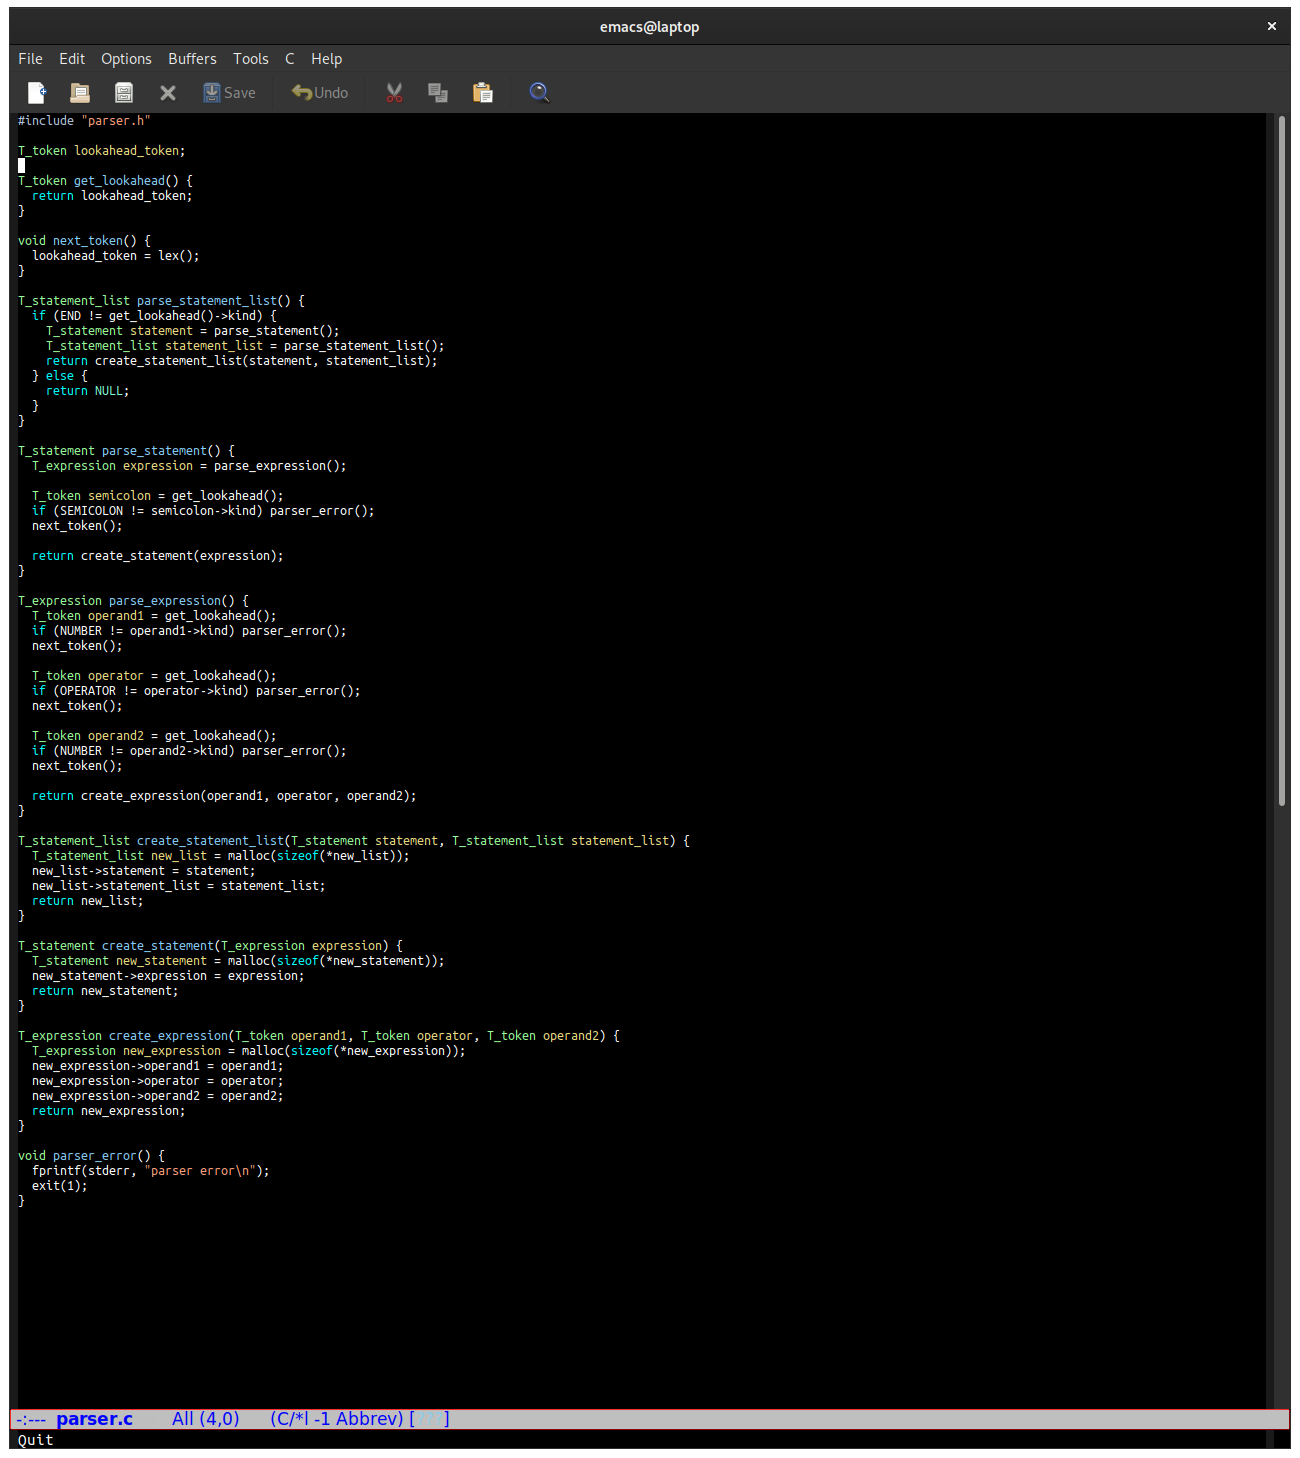 emacs@laptop
File Edit Options Buffers Tools C Help
Save Undo
#include "parser.h"
T_token lookahead_token;
T_token get_lookahead() {
return lookahead_token;
}
void next_token() {
lookahead_token = lex();
}
T_statement_list parse_statement_list() {
if (END != get_lookahead()->kind) {
T_statement statement = parse_statement();
T_statement_list statement_list = parse_statement_list();
return create_statement_list(statement, statement_list);
} else {
return NULL;
}
}
T_statement parse_statement() {
T_expression expression = parse_expression();
T_token semicolon = get_lookahead();
if (SEMICOLON != semicolon->kind) parser_error();
next_token();
return create_statement(expression);
}
T_expression parse_expression() {
T_token operand1 = get_lookahead();
if (NUMBER != operand1->kind) parser_error();
next_token();
T_token operator = get_lookahead();
if (OPERATOR != operator->kind) parser_error();
next_token();
T_token operand2 = get_lookahead();
if (NUMBER != operand2->kind) parser_error();
next_token();
return create_expression(operand1, operator, operand2);
}
T_statement_list create_statement_list(T_statement statement, T_statement_list statement_list) {
T_statement_list new_list = malloc(sizeof(*new_list));
new_list->statement = statement;
new_list->statement_list = statement_list;
return new_list;
}
T_statement create_statement(T_expression expression) {
T_statement new_statement = malloc(sizeof(*new_statement));
new_statement->expression = expression;
return new_statement;
}
T_expression create_expression(T_token operand1, T_token operator, T_token operand2) {
T_expression new_expression = malloc(sizeof(*new_expression));
new_expression->operand1 = operand1;
new_expression->operator = operator;
new_expression->operand2 = operand2;
return new_expression;
}
void parser_error() {
fprintf(stderr, "parser error\n");
exit(1);
}
-:--- parser.c All (4,0) (C/*l -1 Abbrev) [???]
Quit